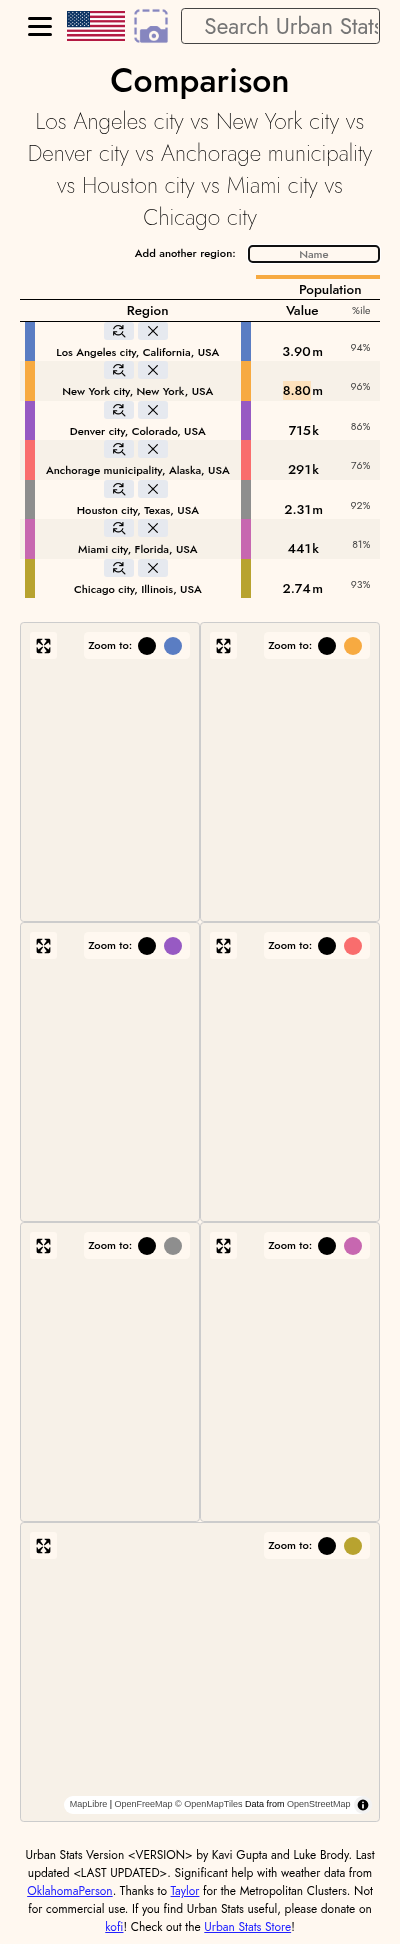 Search Urban Stats
Comparison
Los Angeles city vs New York city vs
Denver city vs Anchorage municipality
vs Houston city vs Miami city vs
Chicago city
Add another region: Name
Population
Region Value %ile
Los Angeles city, California, USA 3.90m 94%
New York city, New York, USA 8.80m 96%
Denver city, Colorado, USA 715k 86%
Anchorage municipality, Alaska, USA 291k 76%
Houston city, Texas, USA 2.31m 92%
Miami city, Florida, USA 441k 81%
Chicago city, Illinois, USA 2.74m 93%
Zoom to: Zoom to:
Zoom to: Zoom to:
Zoom to: Zoom to:
Zoom to:
MapLibre | OpenFreeMap © OpenMapTiles Data from OpenStreetMap
Urban Stats Version <VERSION> by Kavi Gupta and Luke Brody. Last
updated <LAST UPDATED>. Significant help with weather data from
OklahomaPerson. Thanks to Taylor for the Metropolitan Clusters. Not
for commercial use. If you find Urban Stats useful, please donate on
kofi! Check out the Urban Stats Store!